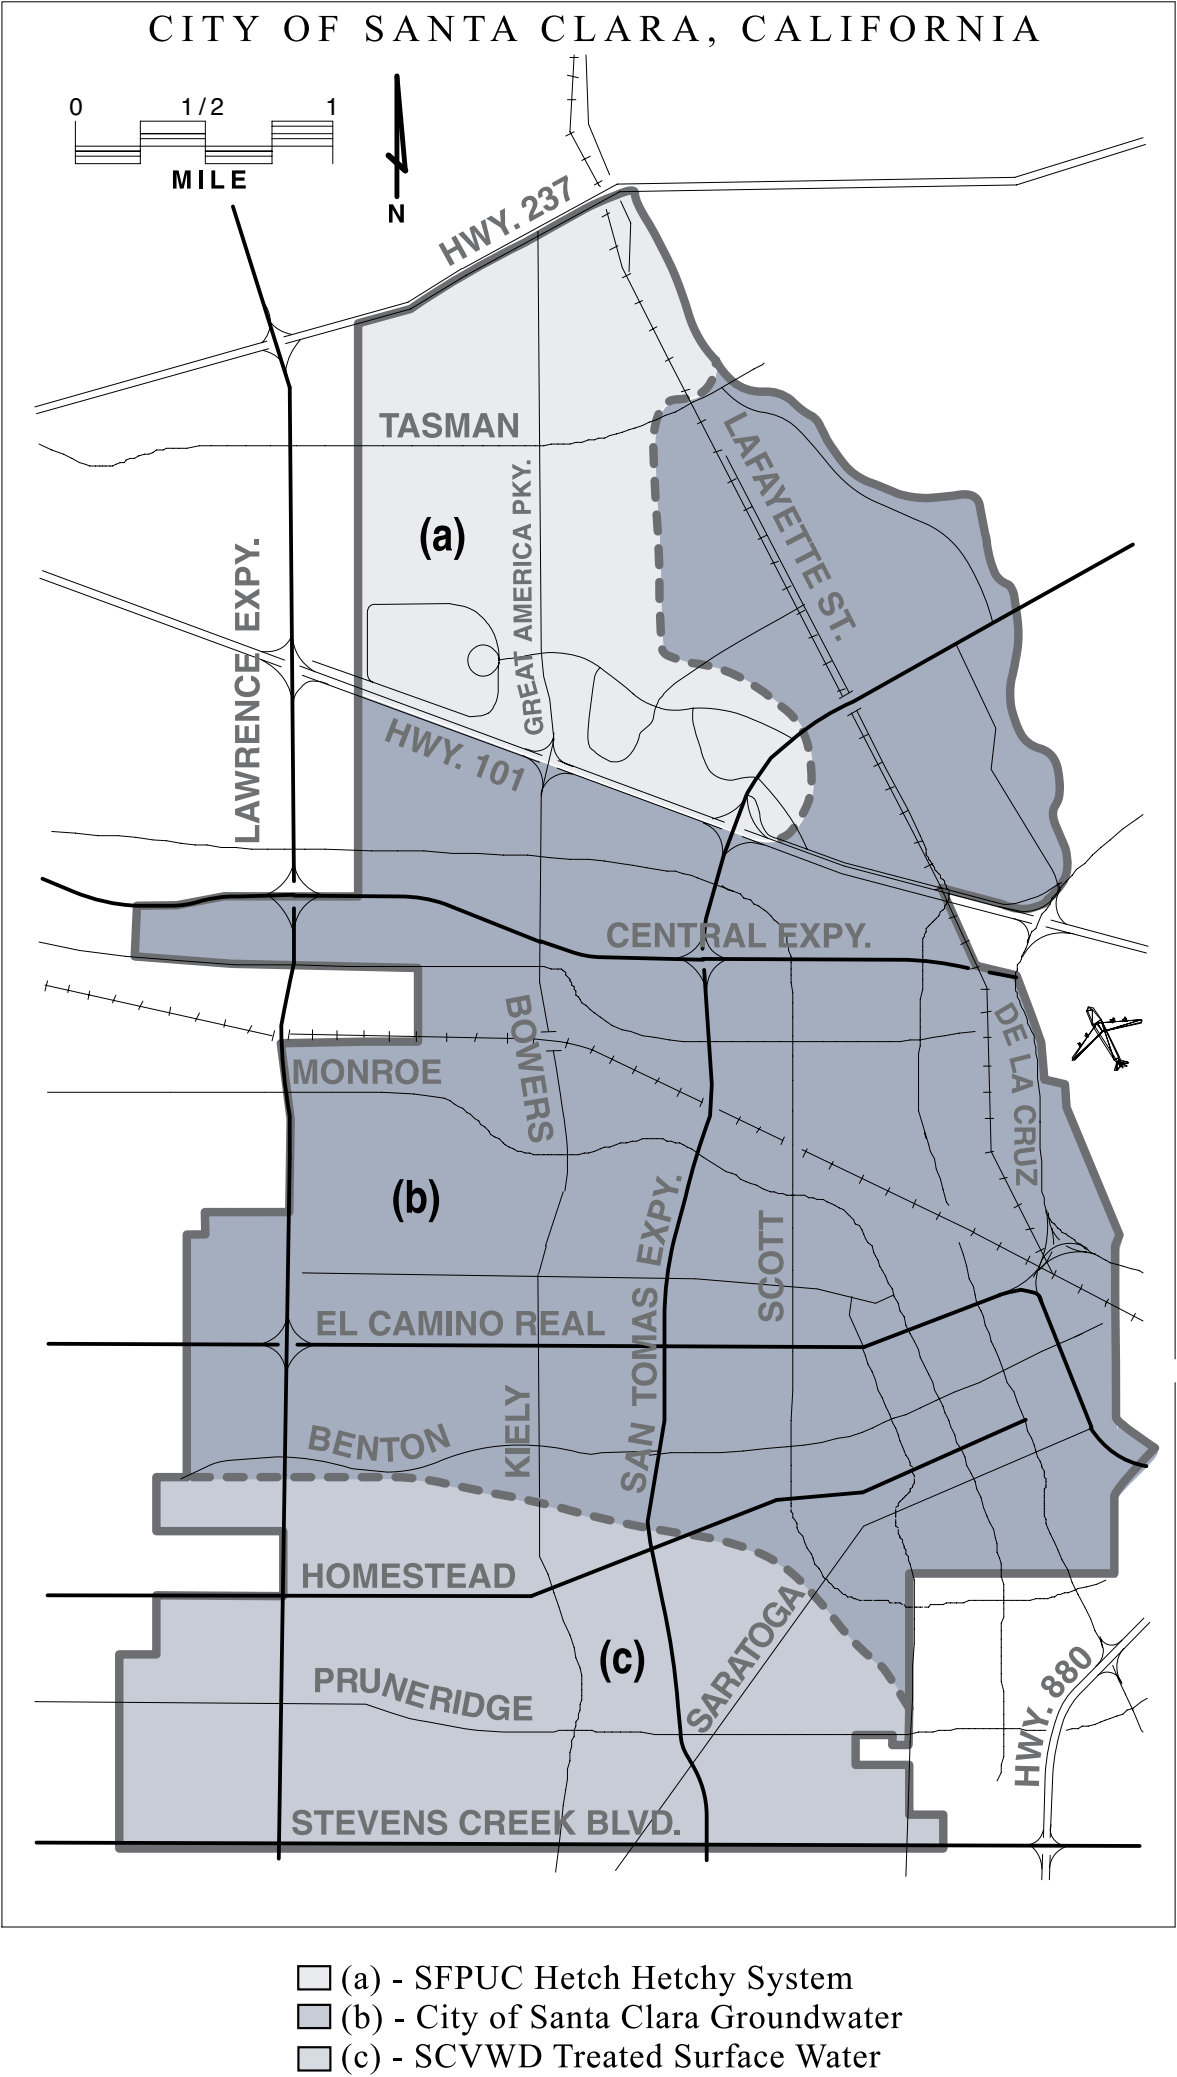 CITY OF SANTA CLARA, CALIFORNIA
0 1/2 1
MILE
N
HWY. 237
TASMAN
LAFAYETTE ST.
GREAT AMERICA PKY.
(a)
LAWRENCE EXPY.
HWY. 101
CENTRAL EXPY.
BOWERS
DE LA CRUZ
MONROE
(b)
SAN TOMAS EXPY.
SCOTT
EL CAMINO REAL
KIELY
BENTON
HOMESTEAD
SARATOGA
(c)
PRUNERIDGE
HWY. 880
STEVENS CREEK BLVD.
(a) - SFPUC Hetch Hetchy System
(b) - City of Santa Clara Groundwater
(c) - SCVWD Treated Surface Water